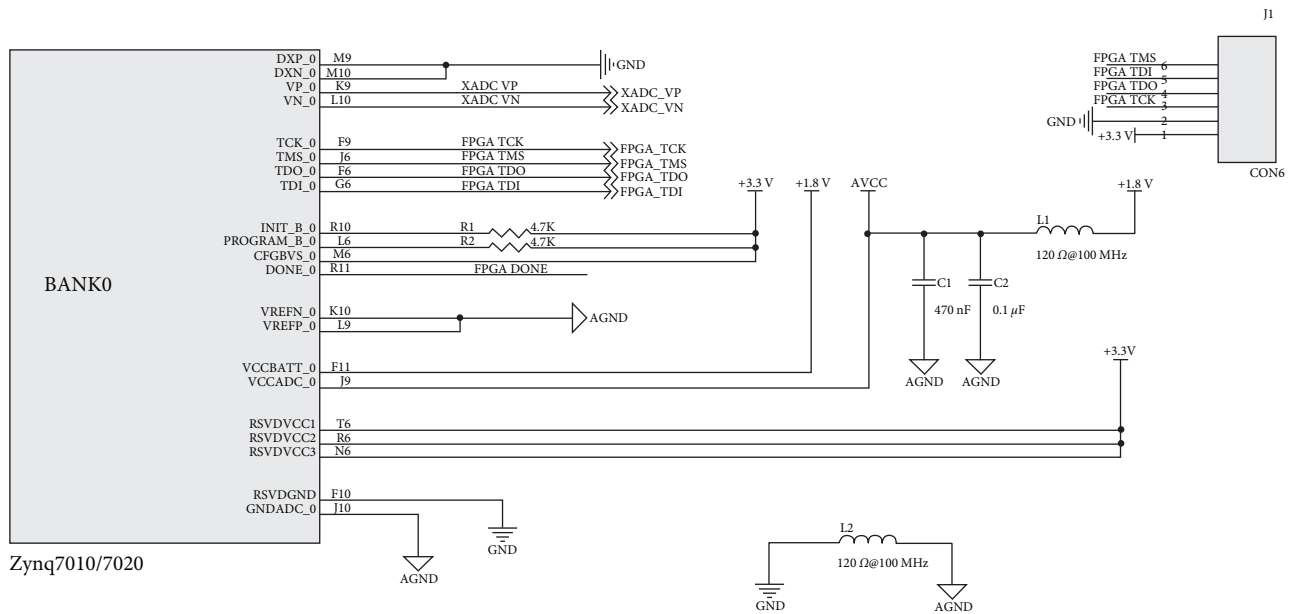 J1
DXP_0 M9
GND
DXN_0 M10
VP_0 K9 XADC VP XADC_VP
VN_0 L10 XADC VN XADC_VN
FPGA TMS 6
FPGA TDI 5
FPGA TDO 4
FPGA TCK 3
GND 2
+3.3 V 1
CON6
TCK_0 F9 FPGA TCK FPGA_TCK
TMS_0 J6 FPGA TMS FPGA_TMS
TDO_0 F6 FPGA TDO FPGA_TDO
TDI_0 G6 FPGA TDI FPGA_TDI
+3.3 V +1.8 V AVCC +1.8 V
INIT_B_0 R10 R1 4.7K
PROGRAM_B_0 L6 R2 4.7K
CFGBVS_0 M6
DONE_0 R11 FPGA DONE
L1
120 Ω@100 MHz
BANK0
C1 C2
470 nF 0.1 μF
VREFN_0 K10
AGND
VREFP_0 L9
+3.3V
VCCBATT_0 F11
VCCADC_0 J9
AGND AGND
RSVDVCC1 T6
RSVDVCC2 R6
RSVDVCC3 N6
RSVDGND F10
GNDADC_0 J10
GND
AGND
Zynq7010/7020
L2
120 Ω@100 MHz
GND AGND